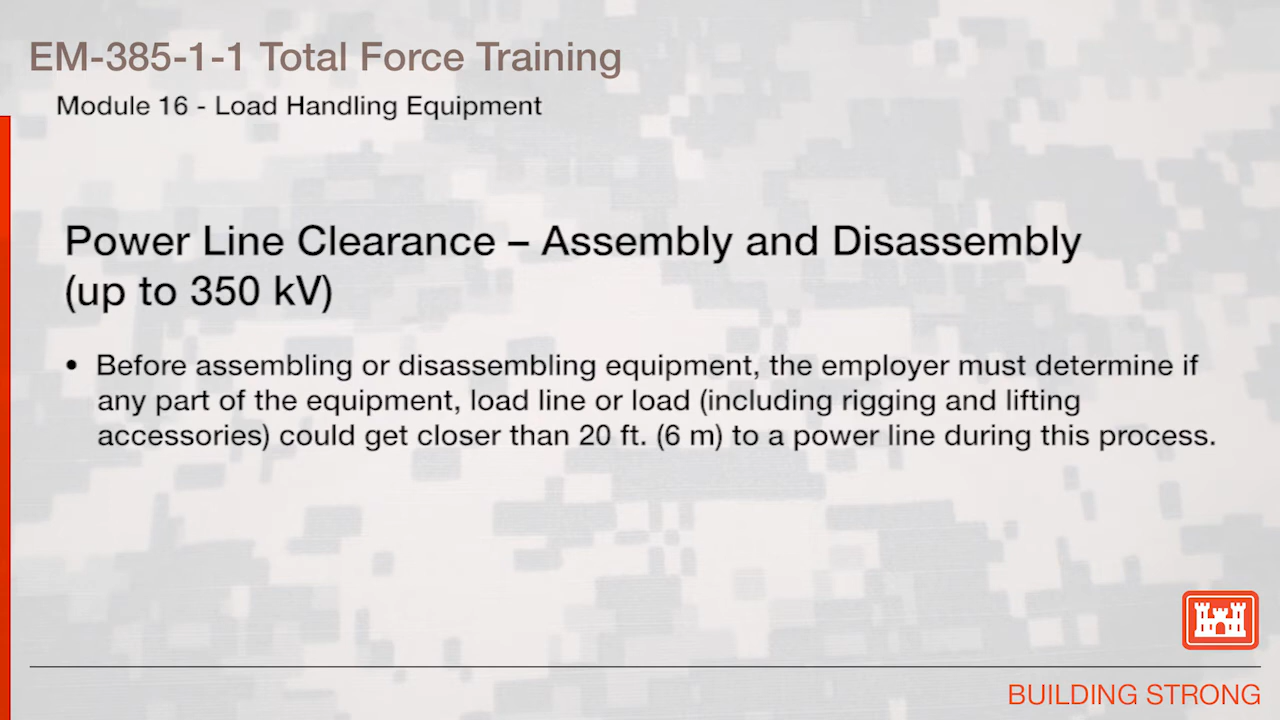 EM-385-1-1 Total Force Training
Module 16 - Load Handling Equipment
Power Line Clearance – Assembly and Disassembly
(up to 350 kV)
• Before assembling or disassembling equipment, the employer must determine if
any part of the equipment, load line or load (including rigging and lifting
accessories) could get closer than 20 ft. (6 m) to a power line during this process.
BUILDING STRONG